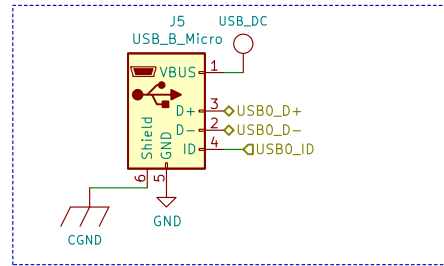 J5
USB_DC
USB_B_Micro
VBUS
1
D+
3
USB0_D+
D-
2
USB0_D-
ID
4
USB0_ID
Shield
GND
6
5
CGND
GND